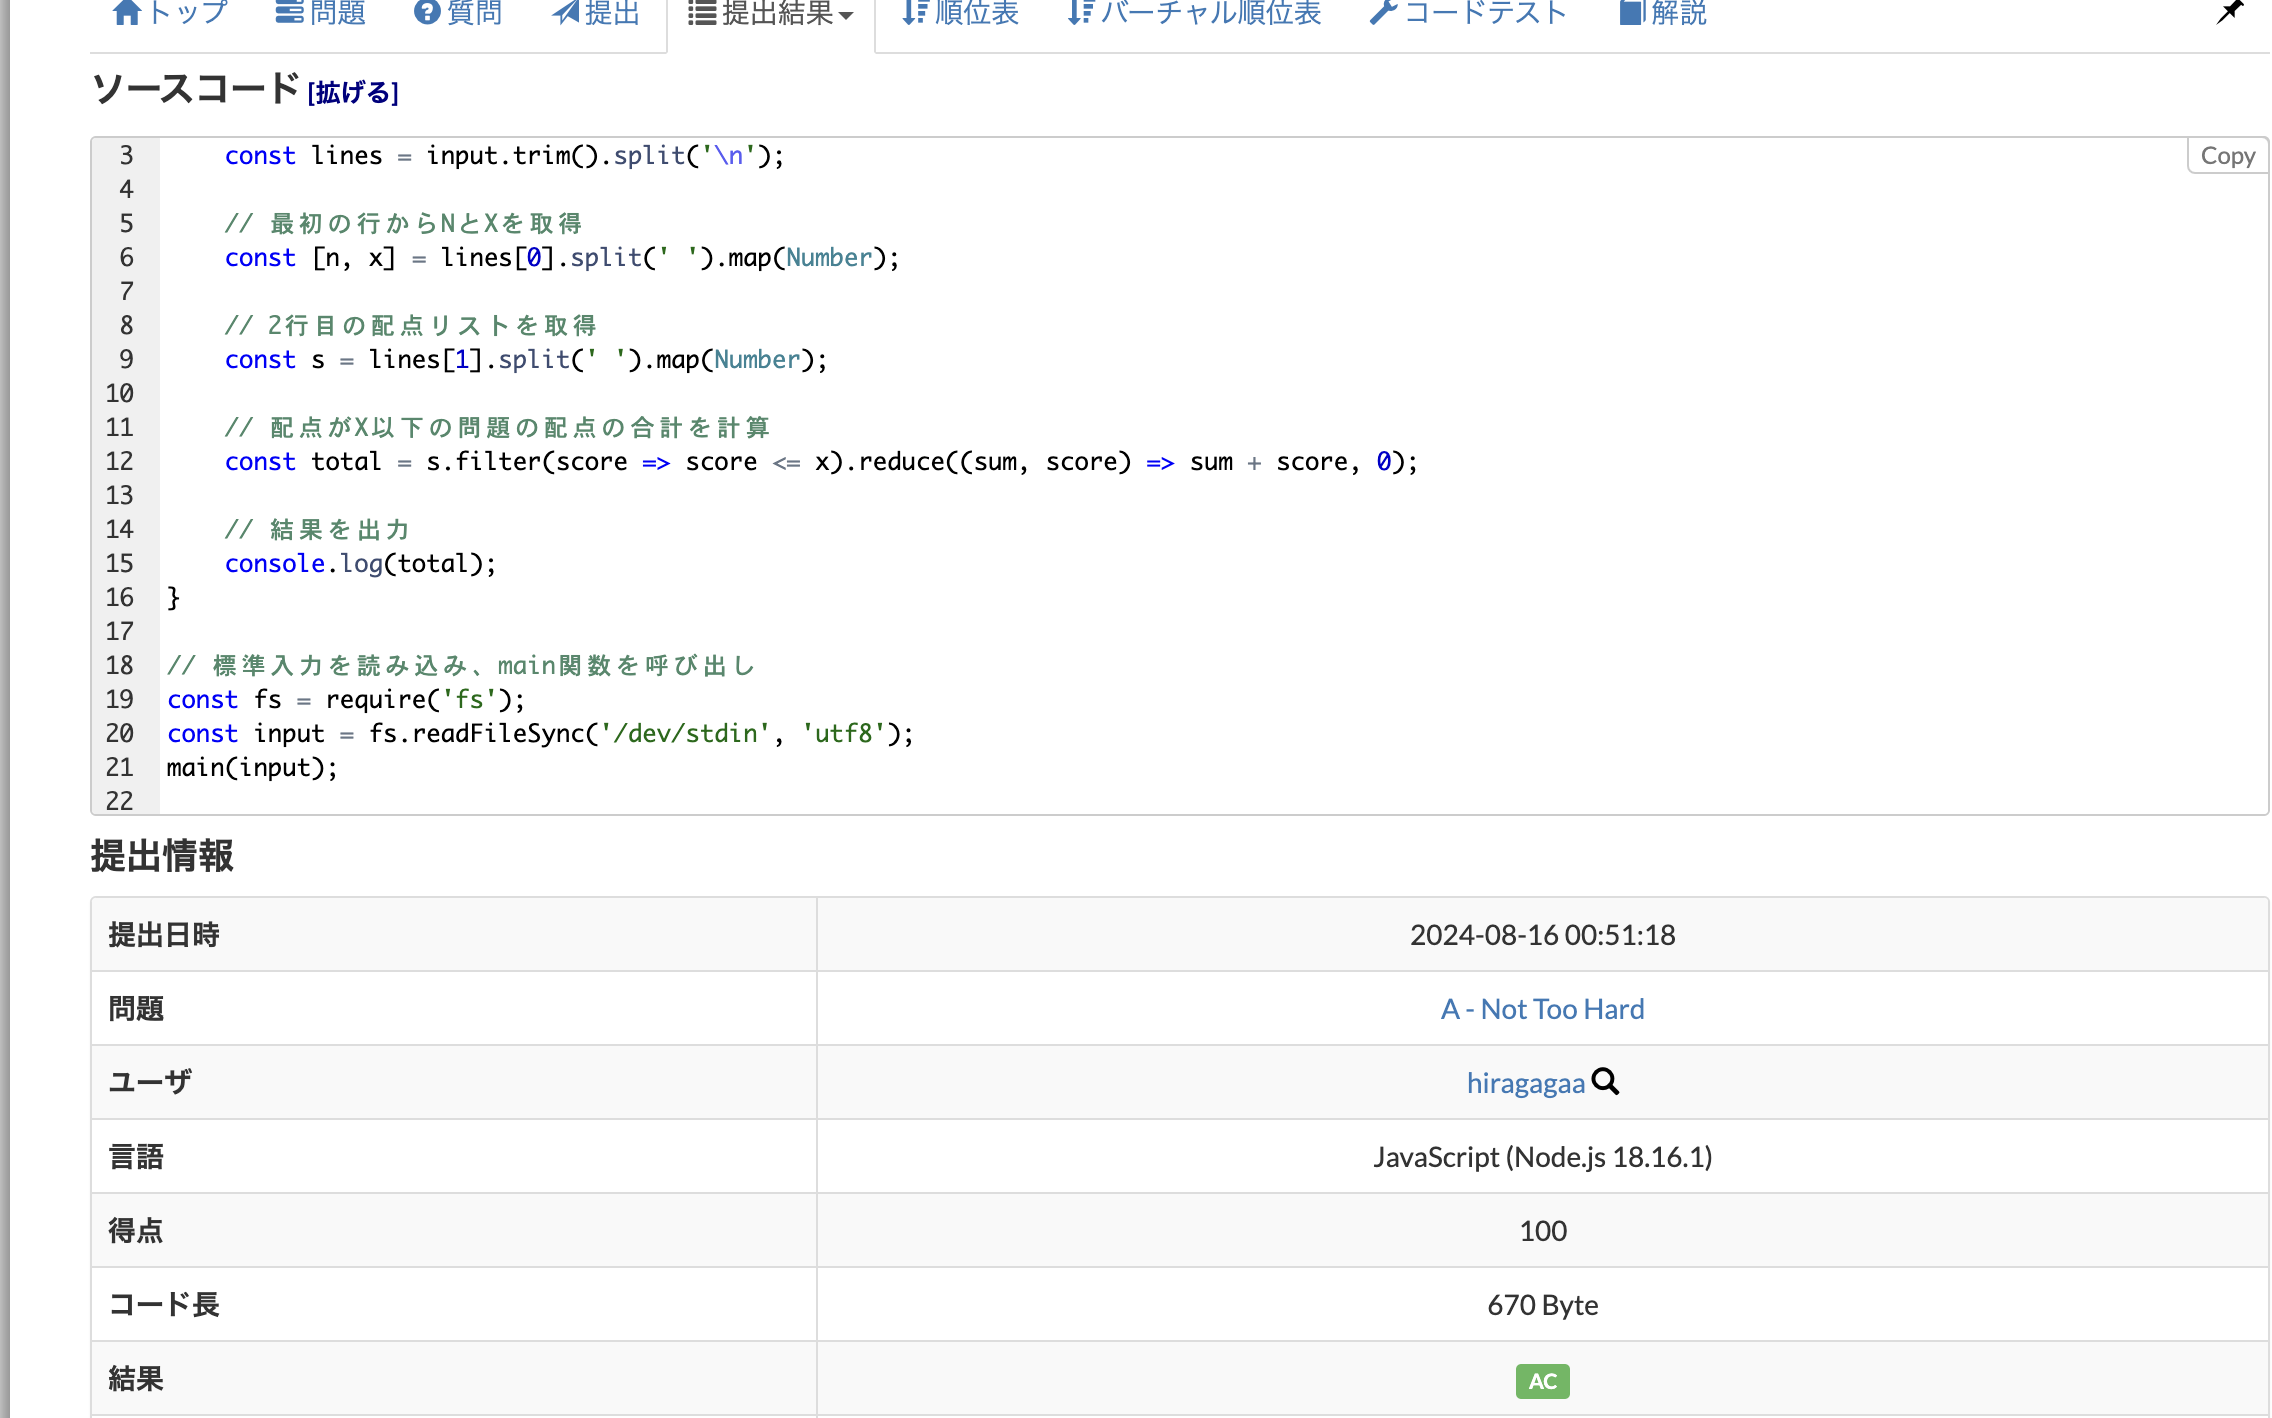 トップ 問題 質問 提出 提出結果 順位表 バーチャル順位表 コードテスト 解説
ソースコード [拡げる]
Copy
3 const lines = input.trim().split('\n');
4
5 // 最初の行からNとXを取得
6 const [n, x] = lines[0].split(' ').map(Number);
7
8 // 2行目の配点リストを取得
9 const s = lines[1].split(' ').map(Number);
10
11 // 配点がX以下の問題の配点の合計を計算
12 const total = s.filter(score => score <= x).reduce((sum, score) => sum + score, 0);
13
14 // 結果を出力
15 console.log(total);
16 }
17
18 // 標準入力を読み込み、main関数を呼び出し
19 const fs = require('fs');
20 const input = fs.readFileSync('/dev/stdin', 'utf8');
21 main(input);
22
提出情報
提出日時 2024-08-16 00:51:18
問題 A - Not Too Hard
ユーザ hiragagaa
言語 JavaScript (Node.js 18.16.1)
得点 100
コード長 670 Byte
結果 AC